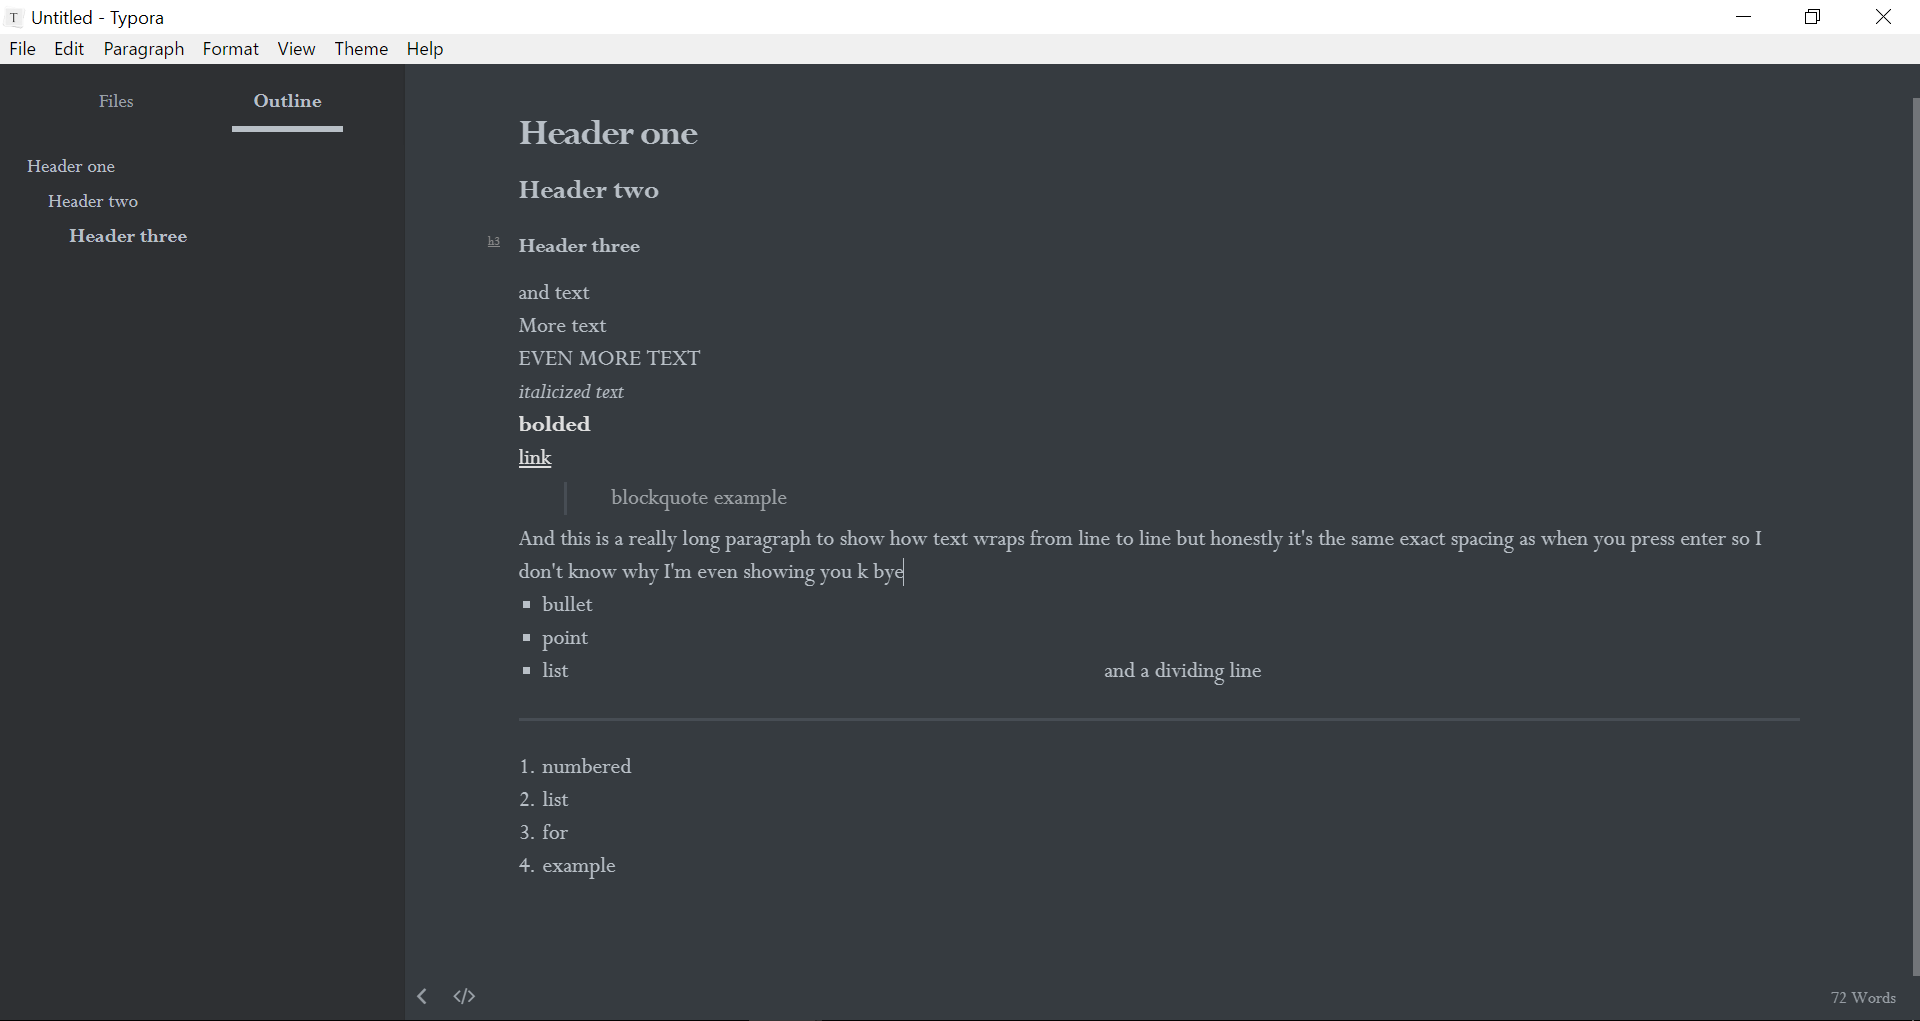 T Untitled - Typora
File Edit Paragraph Format View Theme Help
Files Outline
Header one
Header two
Header three
Header one
Header two
h3 Header three
and text
More text
EVEN MORE TEXT
italicized text
bolded
link
blockquote example
And this is a really long paragraph to show how text wraps from line to line but honestly it's the same exact spacing as when you press enter so I
don't know why I'm even showing you k bye
▪ bullet
▪ point
▪ list
and a dividing line
1. numbered
2. list
3. for
4. example
</> 72 Words